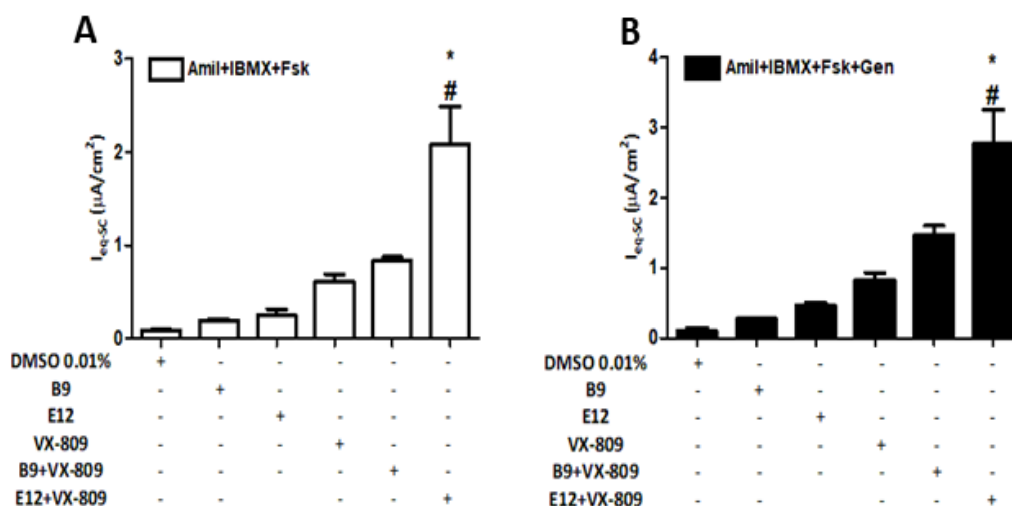 A
Amil+IBMX+Fsk
*
#
3
2
1
0
Ieq-SC (µA/cm²)
DMSO 0.01% + - - - - -
B9 - + - - - -
E12 - - + - - -
VX-809 - - - + - -
B9+VX-809 - - - - + -
E12+VX-809 - - - - - +
B
Amil+IBMX+Fsk+Gen
*
#
4
3
2
1
0
Ieq-SC (µA/cm²)
DMSO 0.01% + - - - - -
B9 - + - - - -
E12 - - + - - -
VX-809 - - - + - -
B9+VX-809 - - - - + -
E12+VX-809 - - - - - +